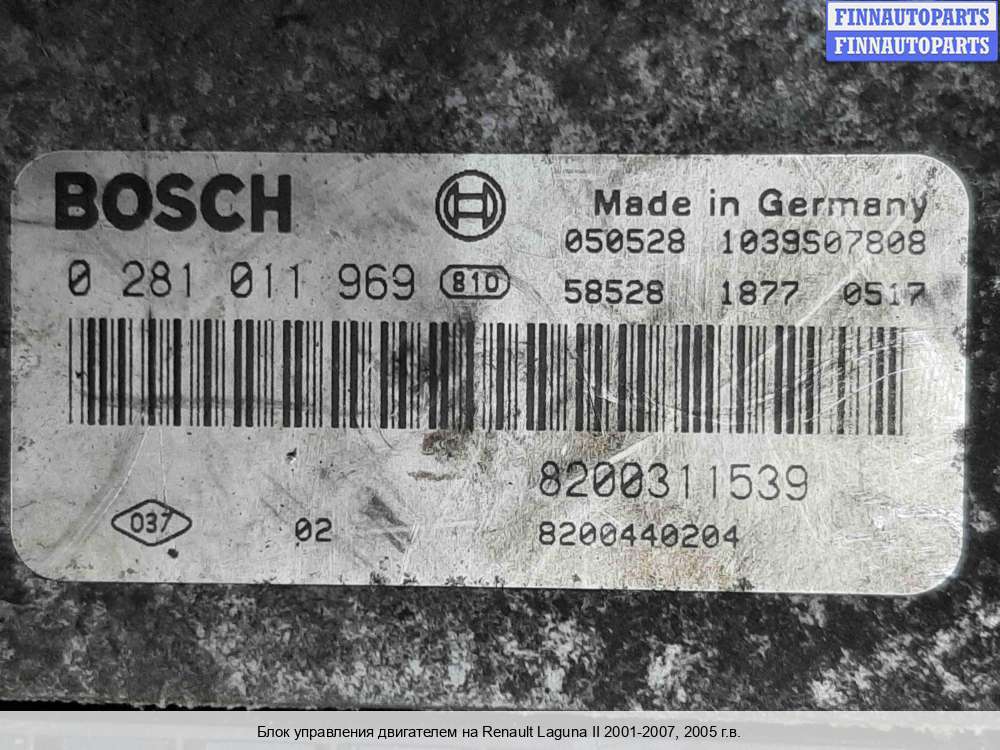 FINNAUTOPARTS
FINNAUTOPARTS
BOSCH
Made in Germany
050528 1039S07808
0 281 011 969 810
58528 1877 0517
8200311539
037 02
8200440204
Блок управления двигателем на Renault Laguna II 2001-2007, 2005 г.в.